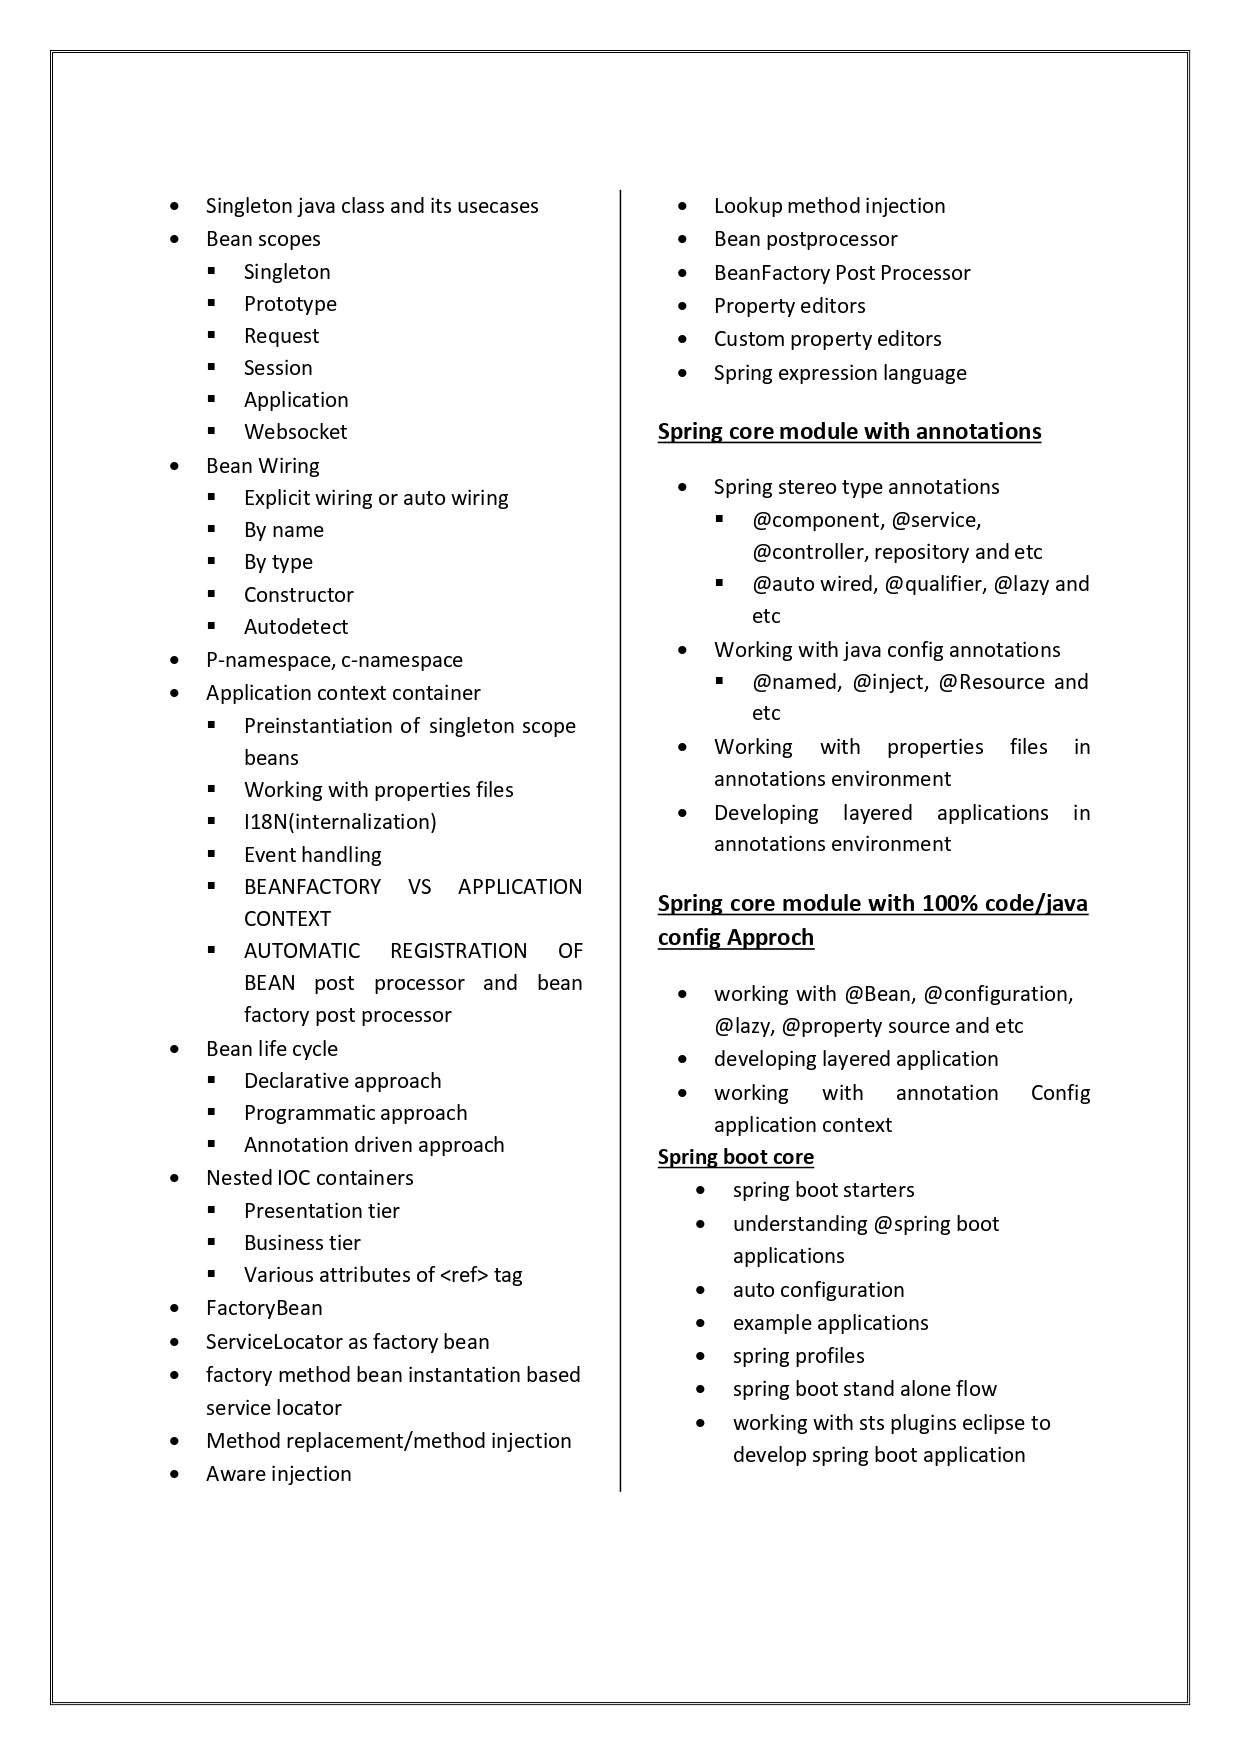 • Singleton java class and its usecases
• Bean scopes
▪ Singleton
▪ Prototype
▪ Request
▪ Session
▪ Application
▪ Websocket
• Bean Wiring
▪ Explicit wiring or auto wiring
▪ By name
▪ By type
▪ Constructor
▪ Autodetect
• P-namespace, c-namespace
• Application context container
▪ Preinstantiation of singleton scope
beans
▪ Working with properties files
▪ I18N(internalization)
▪ Event handling
▪ BEANFACTORY VS APPLICATION
CONTEXT
▪ AUTOMATIC REGISTRATION OF
BEAN post processor and bean
factory post processor
• Bean life cycle
▪ Declarative approach
▪ Programmatic approach
▪ Annotation driven approach
• Nested IOC containers
▪ Presentation tier
▪ Business tier
▪ Various attributes of <ref> tag
• FactoryBean
• ServiceLocator as factory bean
• factory method bean instantation based
service locator
• Method replacement/method injection
• Aware injection
• Lookup method injection
• Bean postprocessor
• BeanFactory Post Processor
• Property editors
• Custom property editors
• Spring expression language
Spring core module with annotations
• Spring stereo type annotations
▪ @component, @service,
@controller, repository and etc
▪ @auto wired, @qualifier, @lazy and
etc
• Working with java config annotations
▪ @named, @inject, @Resource and
etc
• Working with properties files in
annotations environment
• Developing layered applications in
annotations environment
Spring core module with 100% code/java
config Approch
• working with @Bean, @configuration,
@lazy, @property source and etc
• developing layered application
• working with annotation Config
application context
Spring boot core
• spring boot starters
• understanding @spring boot
applications
• auto configuration
• example applications
• spring profiles
• spring boot stand alone flow
• working with sts plugins eclipse to
develop spring boot application